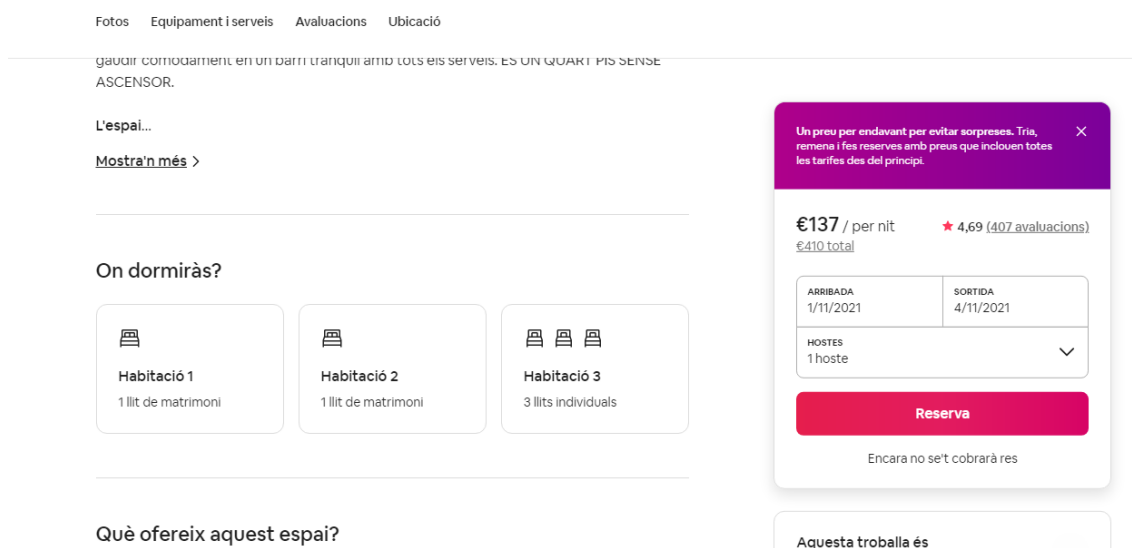 Fotos Equipament i serveis Avaluacions Ubicació
gaudir còmodament en un barri tranquil amb tots els serveis. ÉS UN QUART PIS SENSE
ASCENSOR.
L'espai...
Mostra'n més
On dormiràs?
Habitació 1
1 llit de matrimoni
Habitació 2
1 llit de matrimoni
Habitació 3
3 llits individuals
Què ofereix aquest espai?
Un preu per endavant per evitar sorpreses. Tria,
remena i fes reserves amb preus que inclouen totes
les tarifes des del principi.
€137 / per nit 4,69 (407 avaluacions)
€410 total
ARRIBADA
1/11/2021
SORTIDA
4/11/2021
HOSTES
1 hoste
Reserva
Encara no se't cobrarà res
Aquesta troballa és